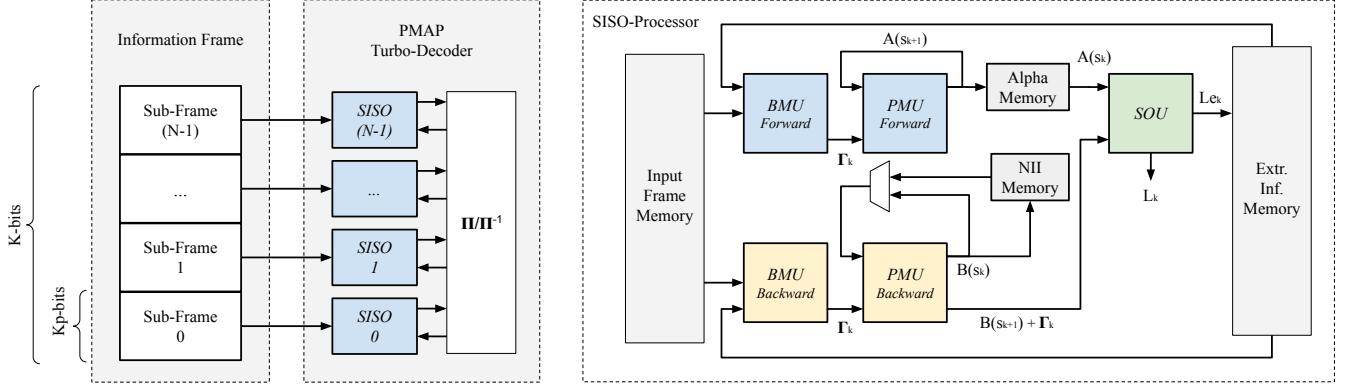 Information Frame
PMAP
Turbo-Decoder
K-bits
Kp-bits
Sub-Frame
(N-1)
...
Sub-Frame
1
Sub-Frame
0
SISO
(N-1)
...
SISO
1
SISO
0
Π/Π⁻¹
SISO-Processor
Input
Frame
Memory
BMU
Forward
Γₖ
PMU
Forward
A(sₖ₊₁)
Alpha
Memory
A(sₖ)
SOU
Leₖ
Lₖ
NII
Memory
BMU
Backward
Γₖ
PMU
Backward
B(sₖ)
B(sₖ₊₁) + Γₖ
Extr.
Inf.
Memory